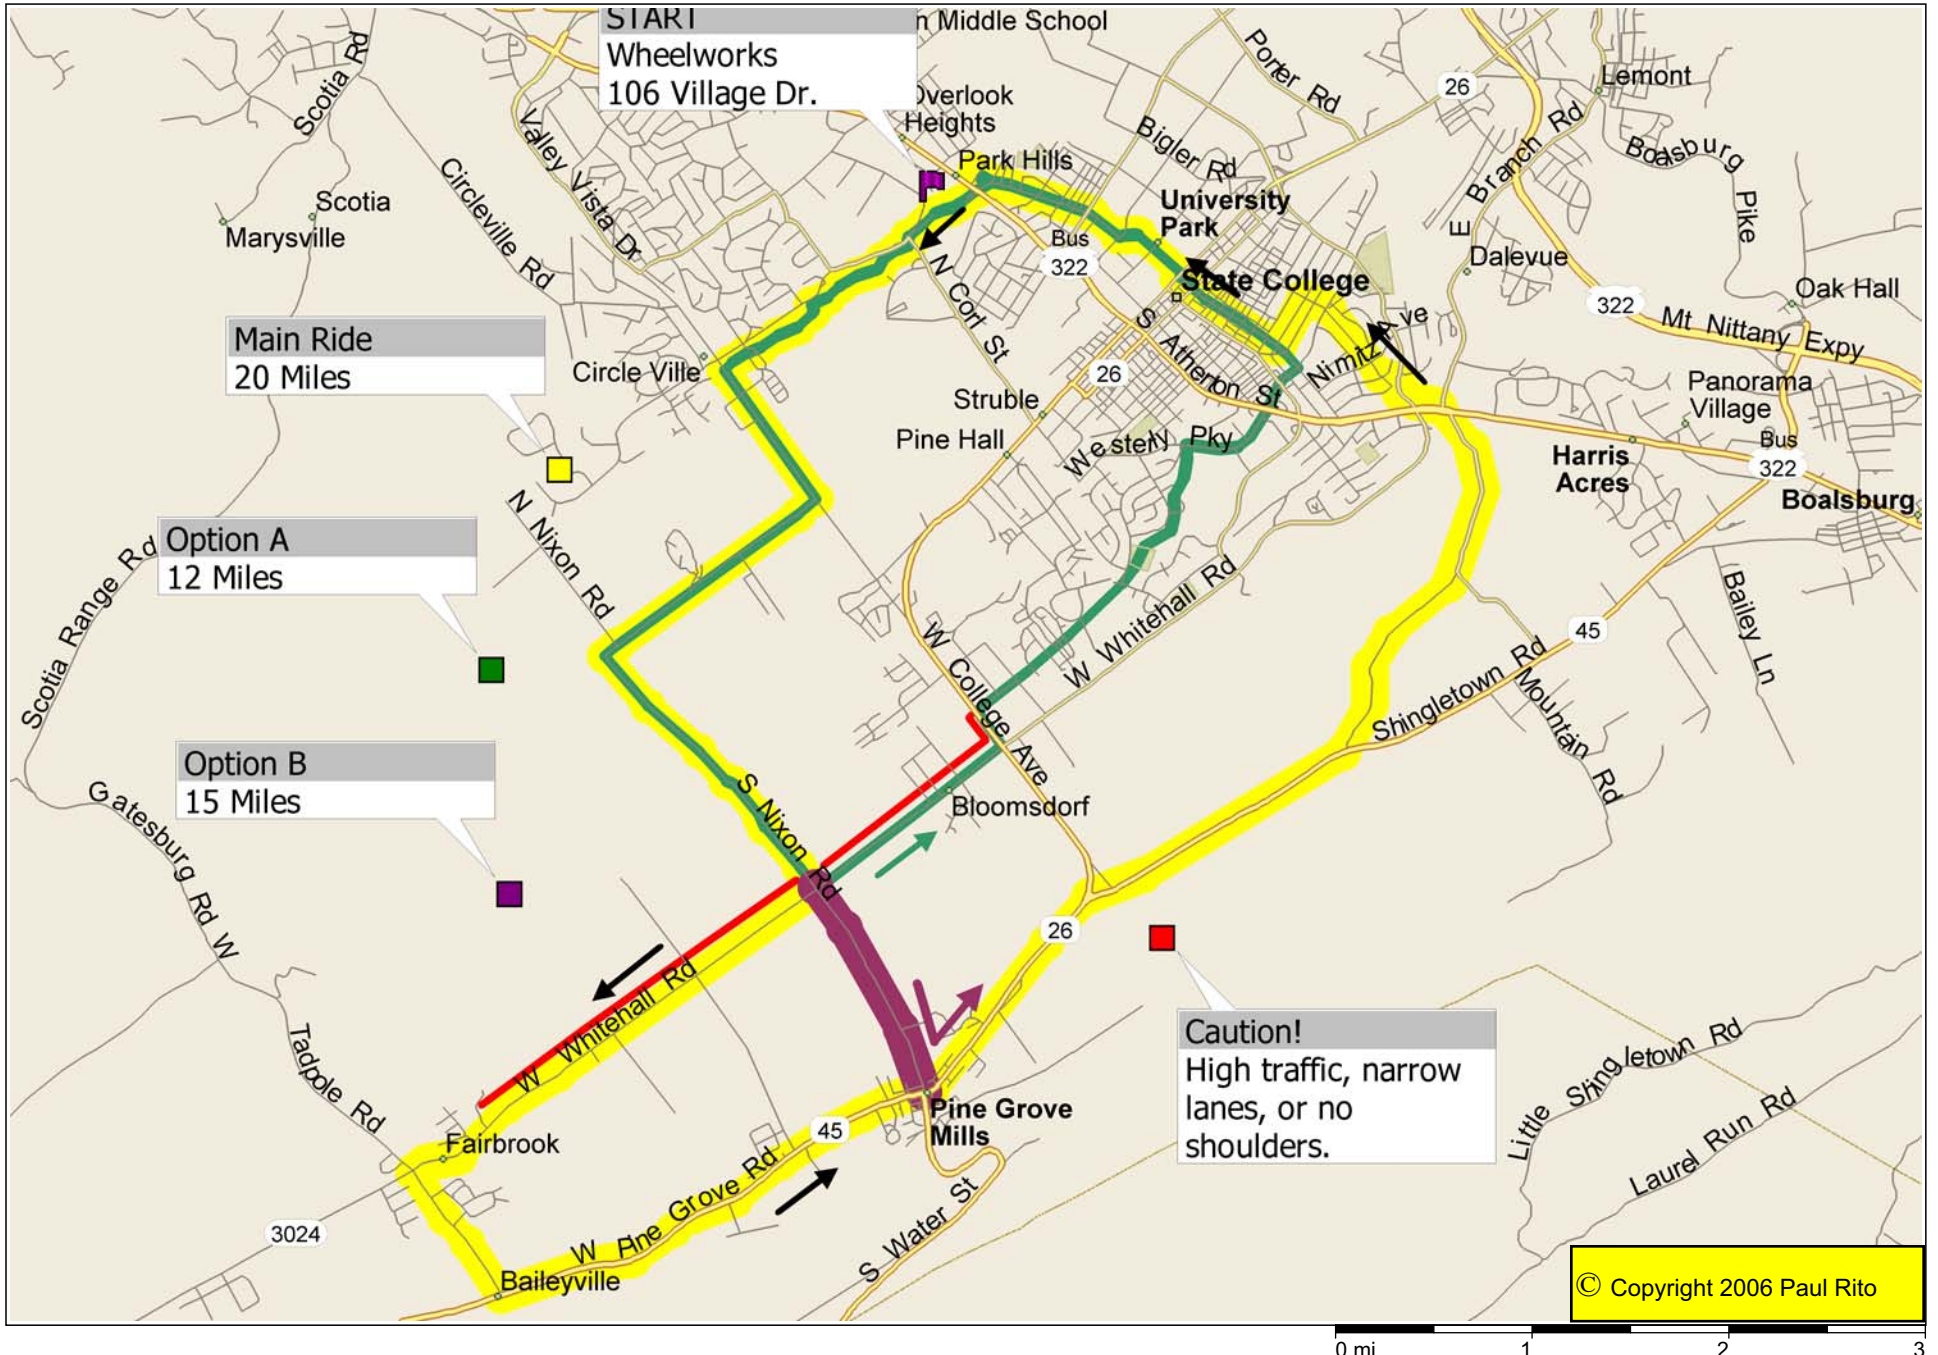 START
Wheelworks
106 Village Dr.
n Middle School
Overlook
Heights
Park Hills
Porter Rd
26
Lemont
Scotia Rd
Valley Vista Dr
Bigler Rd
E Branch Rd
Boalsburg Pike
Circleville Rd
Scotia
Marysville
University
Park
Bus
322
State College
Dalevue
Oak Hall
322
Mt Nittany Expy
N Cort St
S Atherton St
Nimitz Ave
Main Ride
20 Miles
Circle Ville
26
Struble
Pine Hall
Westerly Pky
Panorama
Village
Bus
322
Harris
Acres
Boalsburg
N Nixon Rd
Option A
12 Miles
Scotia Range Rd
W Whitehall Rd
Bailey Ln
45
W College Ave
Shingletown Rd
Mountain Rd
Option B
15 Miles
S Nixon Rd
Bloomsdorf
Gatesburg Rd W
26
W Whitehall Rd
Caution!
High traffic, narrow
lanes, or no
shoulders.
Tadpole Rd
Fairbrook
45
Pine Grove
Mills
Little Shingletown Rd
Laurel Run Rd
W Pine Grove Rd
S Water St
3024
Baileyville
© Copyright 2006 Paul Rito
0 mi 1 2 3